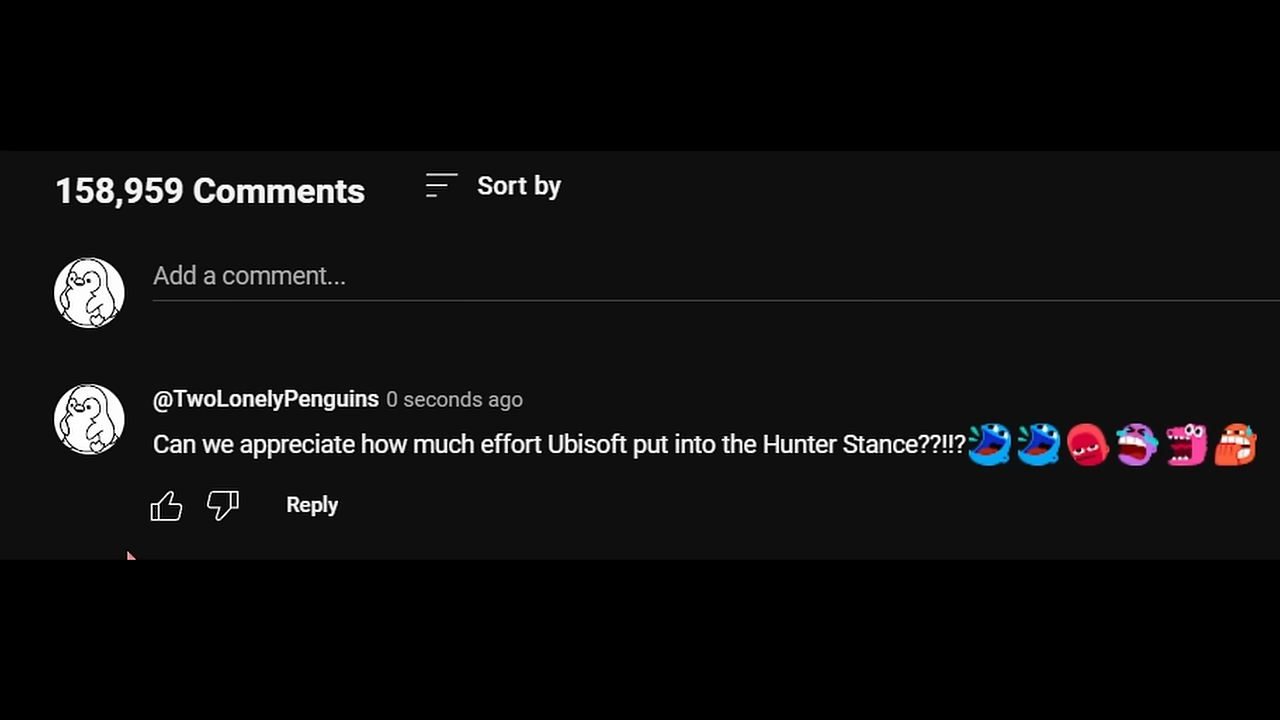 158,959 Comments
Sort by
Add a comment...
@TwoLonelyPenguins 0 seconds ago
Can we appreciate how much effort Ubisoft put into the Hunter Stance??!!?
Reply